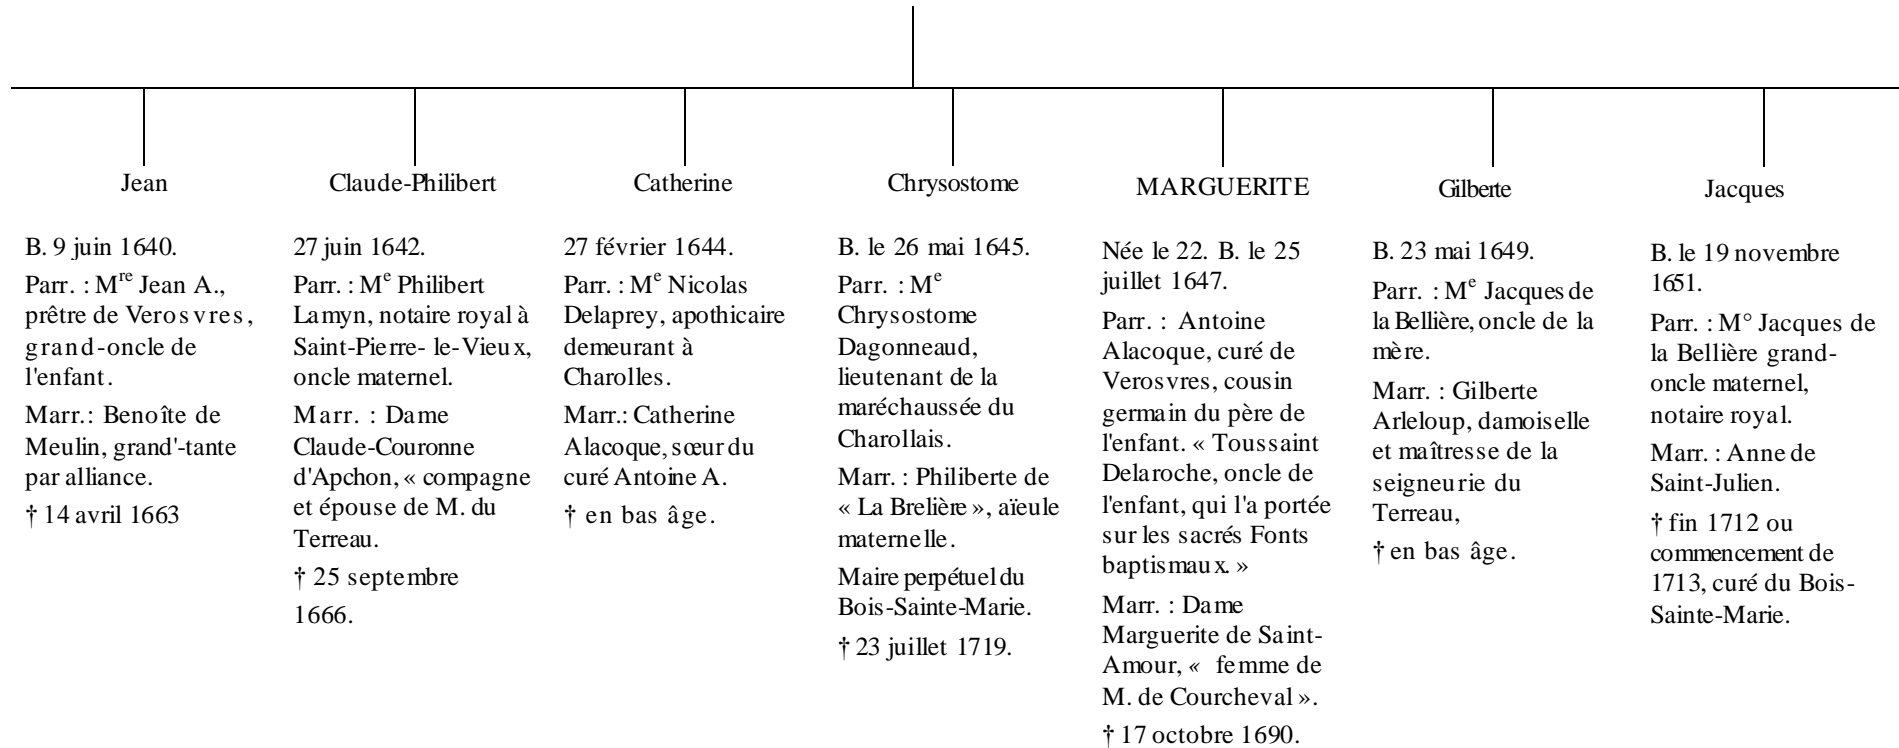 Jean
B. 9 juin 1640.
Parr. : Mre Jean A.,
prêtre de Verosvres,
grand-oncle de
l'enfant.
Marr.: Benoîte de
Meulin, grand'-tante
par alliance.
† 14 avril 1663
Claude-Philibert
27 juin 1642.
Parr. : Me Philibert
Lamyn, notaire royal à
Saint-Pierre- le-Vieux,
oncle maternel.
Marr. : Dame
Claude-Couronne
d'Apchon, « compagne
et épouse de M. du
Terreau.
† 25 septembre
1666.
Catherine
27 février 1644.
Parr. : Me Nicolas
Delaprey, apothicaire
demeurant à
Charolles.
Marr.: Catherine
Alacoque, sœur du
curé Antoine A.
† en bas âge.
Chrysostome
B. le 26 mai 1645.
Parr. : Me
Chrysostome
Dagonneaud,
lieutenant de la
maréchaussée du
Charollais.
Marr. : Philiberte de
« La Brelière », aïeule
maternelle.
Maire perpétuel du
Bois-Sainte-Marie.
† 23 juillet 1719.
MARGUERITE
Née le 22. B. le 25
juillet 1647.
Parr. : Antoine
Alacoque, curé de
Verosvres, cousin
germain du père de
l'enfant. « Toussaint
Delaroche, oncle de
l'enfant, qui l'a portée
sur les sacrés Fonts
baptismaux. »
Marr. : Dame
Marguerite de Saint-
Amour, « femme de
M. de Courcheval ».
† 17 octobre 1690.
Gilberte
B. 23 mai 1649.
Parr. : Me Jacques de
la Bellière, oncle de la
mère.
Marr. : Gilberte
Arleloup, damoiselle
et maîtresse de la
seigneurie du
Terreau,
† en bas âge.
Jacques
B. le 19 novembre
1651.
Parr. : M° Jacques de
la Bellière grand-
oncle maternel,
notaire royal.
Marr. : Anne de
Saint-Julien.
† fin 1712 ou
commencement de
1713, curé du Bois-
Sainte-Marie.